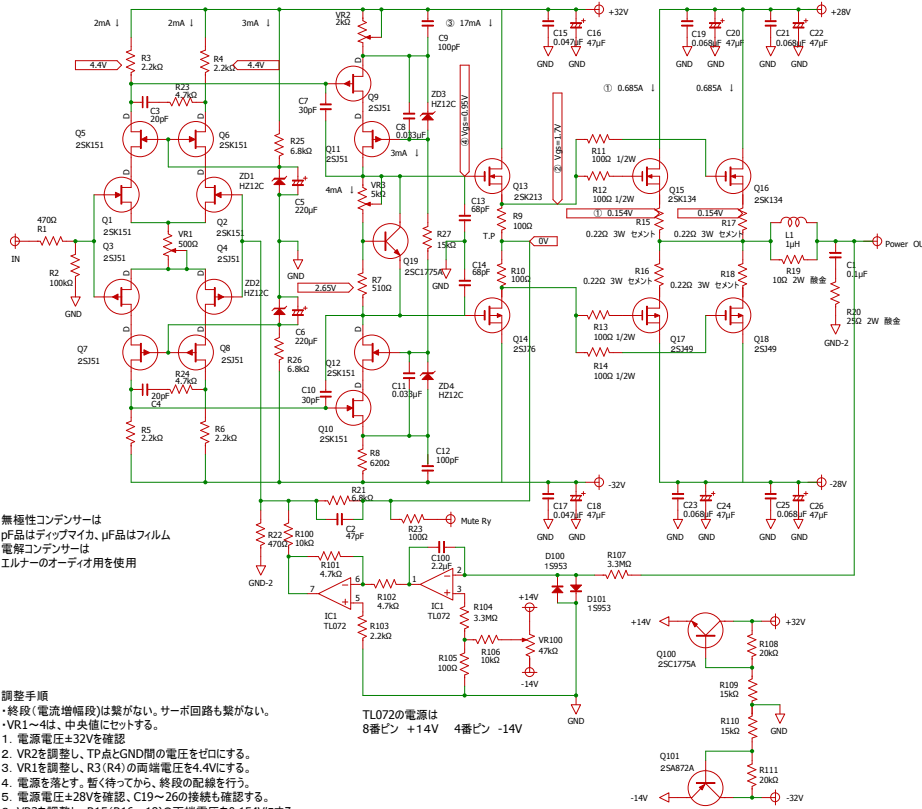 2mA ↓
2mA ↓
3mA ↓
VR2
2kΩ
③ 17mA ↓
+32V
+28V
C9
100pF
C15
0.047μF
C16
47μF
C19
0.068μF
C20
47μF
C21
0.068μF
C22
47μF
GND
GND
GND
GND
GND
GND
R3
2.2kΩ
4.4V
R4
2.2kΩ
4.4V
R23
4.7kΩ
C3
20pF
D
Q9
2SJ51
C7
30pF
ZD3
HZ12C
④ Vgs=0.95V
② Vgs=1.7V
① 0.685A ↓
0.685A ↓
Q5
2SK151
D
D
Q6
2SK151
R25
6.8kΩ
Q11
2SJ51
D
C8
0.033μF
3mA ↓
R11
100Ω 1/2W
R12
100Ω 1/2W
ZD1
HZ12C
C5
220μF
4mA ↓
VR3
5kΩ
Q13
2SK213
Q15
2SK134
Q16
2SK134
C13
68pF
R9
100Ω
① 0.154V
0.154V
470Ω
R1
IN
Q1
2SK151
Q2
2SK151
VR1
500Ω
Q3
2SJ51
Q4
2SJ51
R2
100kΩ
GND
GND
Q19
2SC1775A
R27
15kΩ
GND
T.P
0V
R15
0.22Ω 3W セメント
R17
0.22Ω 3W セメント
L1
1μH
R19
10Ω 2W 酸金
Power OU
C1
0.1μF
C14
68pF
R10
100Ω
R16
0.22Ω 3W セメント
R18
0.22Ω 3W セメント
R20
25Ω 2W 酸金
GND-2
ZD2
HZ12C
2.65V
R7
510Ω
D
D
Q7
2SJ51
Q8
2SJ51
C6
220μF
R26
6.8kΩ
Q12
2SK151
D
Q14
2SJ76
R13
100Ω 1/2W
R14
100Ω 1/2W
Q17
2SJ49
Q18
2SJ49
R24
4.7kΩ
20pF
C4
C10
30pF
C11
0.033μF
ZD4
HZ12C
D
Q10
2SK151
R5
2.2kΩ
R6
2.2kΩ
R8
620Ω
C12
100pF
-32V
-28V
C17
0.047μF
C18
47μF
C23
0.068μF
C24
47μF
C25
0.068μF
C26
47μF
GND
GND
GND
GND
GND
GND
無極性コンデンサーは
pF品はディップマイカ、μF品はフィルム
電解コンデンサーは
エルナーのオーディオ用を使用
R21
6.8kΩ
C2
47pF
R23
100Ω
Mute Ry
R22
470Ω
GND-2
R100
10kΩ
R101
4.7kΩ
7
6
5
IC1
TL072
R102
4.7kΩ
R103
2.2kΩ
C100
2.2μF
1
2
3
IC1
TL072
D100
1S953
D101
1S953
R107
3.3MΩ
R104
3.3MΩ
+14V
VR100
47kΩ
-14V
R105
100Ω
R106
10kΩ
GND
+14V
+32V
Q100
2SC1775A
R108
20kΩ
R109
15kΩ
GND
R110
15kΩ
Q101
2SA872A
R111
20kΩ
-14V
-32V
TL072の電源は
8番ピン +14V 4番ピン -14V
調整手順
・終段(電流増幅段)は繋がない。サーボ回路も繋がない。
・VR1~4は、中央値にセットする。
1. 電源電圧±32Vを確認
2. VR2を調整し、TP点とGND間の電圧をゼロにする。
3. VR1を調整し、R3(R4)の両端電圧を4.4Vにする。
4. 電源を落とす。暫く待ってから、終段の配線を行う。
5. 電源電圧±28Vを確認、C19~26の接続も確認する。